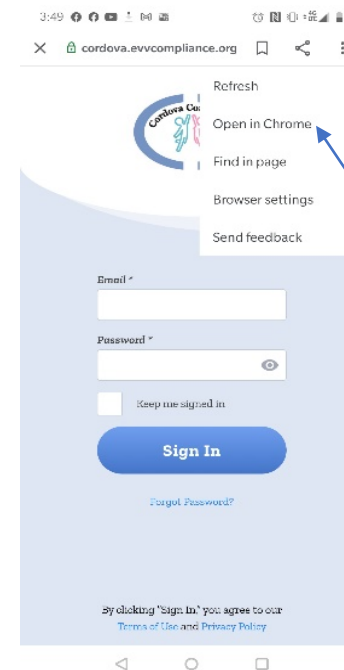 3:49
cordova.evvcompliance.org
Refresh
Open in Chrome
Find in page
Browser settings
Send feedback
Cordova
Email *
Password *
Keep me signed in
Sign In
Forgot Password?
By clicking "Sign In," you agree to our
Terms of Use and Privacy Policy